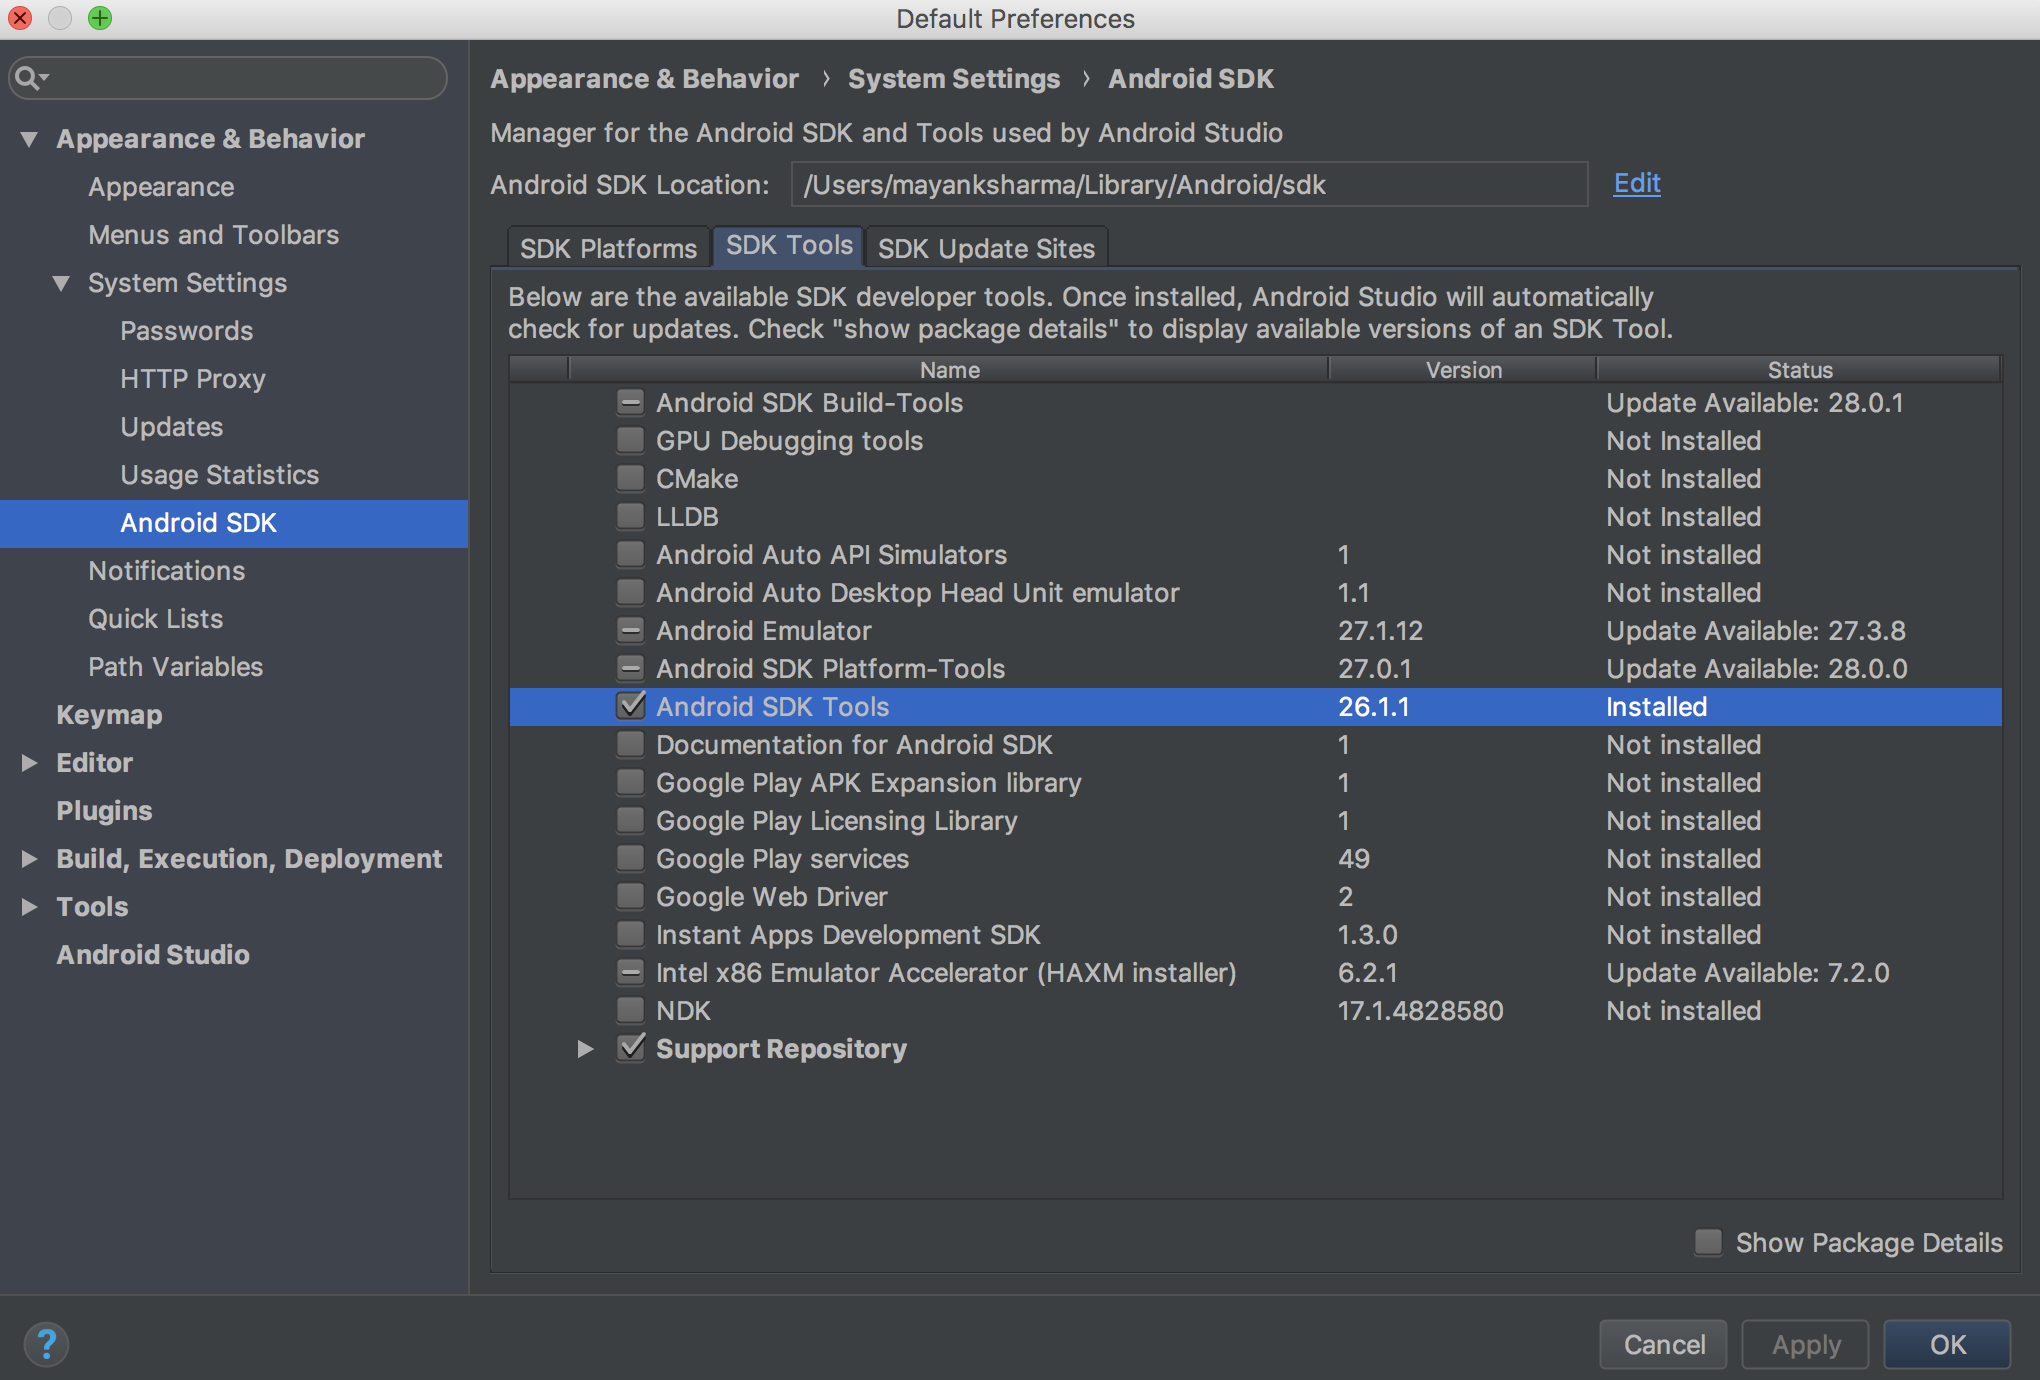 Default Preferences
Appearance & Behavior
Appearance
Menus and Toolbars
System Settings
Passwords
HTTP Proxy
Updates
Usage Statistics
Android SDK
Notifications
Quick Lists
Path Variables
Keymap
Editor
Plugins
Build, Execution, Deployment
Tools
Android Studio
Appearance & Behavior › System Settings › Android SDK
Manager for the Android SDK and Tools used by Android Studio
Android SDK Location: /Users/mayanksharma/Library/Android/sdk Edit
SDK Platforms SDK Tools SDK Update Sites
Below are the available SDK developer tools. Once installed, Android Studio will automatically
check for updates. Check "show package details" to display available versions of an SDK Tool.
Name Version Status
Android SDK Build-Tools Update Available: 28.0.1
GPU Debugging tools Not Installed
CMake Not Installed
LLDB Not Installed
Android Auto API Simulators 1 Not installed
Android Auto Desktop Head Unit emulator 1.1 Not installed
Android Emulator 27.1.12 Update Available: 27.3.8
Android SDK Platform-Tools 27.0.1 Update Available: 28.0.0
Android SDK Tools 26.1.1 Installed
Documentation for Android SDK 1 Not installed
Google Play APK Expansion library 1 Not installed
Google Play Licensing Library 1 Not installed
Google Play services 49 Not installed
Google Web Driver 2 Not installed
Instant Apps Development SDK 1.3.0 Not installed
Intel x86 Emulator Accelerator (HAXM installer) 6.2.1 Update Available: 7.2.0
NDK 17.1.4828580 Not installed
Support Repository
Show Package Details
? Cancel Apply OK